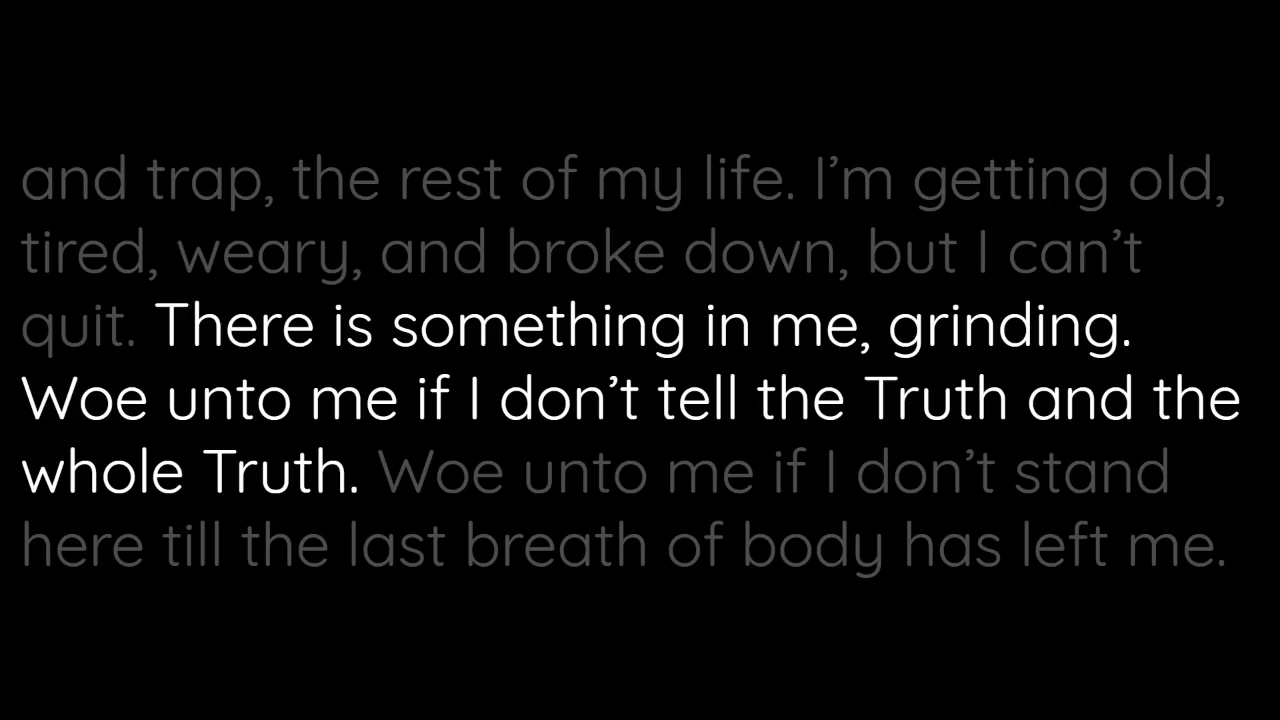 and trap, the rest of my life. I’m getting old,
tired, weary, and broke down, but I can’t
quit. There is something in me, grinding.
Woe unto me if I don’t tell the Truth and the
whole Truth. Woe unto me if I don’t stand
here till the last breath of body has left me.